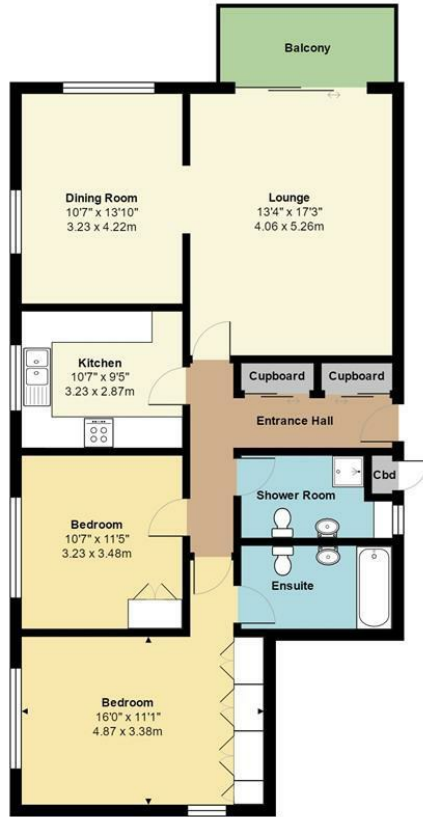 Balcony
Dining Room
10'7" x 13'10"
3.23 x 4.22m
Lounge
13'4" x 17'3"
4.06 x 5.26m
Kitchen
10'7" x 9'5"
3.23 x 2.87m
Cupboard
Cupboard
Entrance Hall
Cbd
Shower Room
Bedroom
10'7" x 11'5"
3.23 x 3.48m
Ensuite
Bedroom
16'0" x 11'1"
4.87 x 3.38m